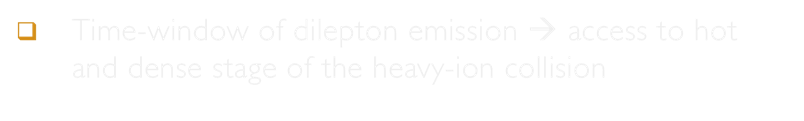 ❑ Time-window of dilepton emission → access to hot
and dense stage of the heavy-ion collision